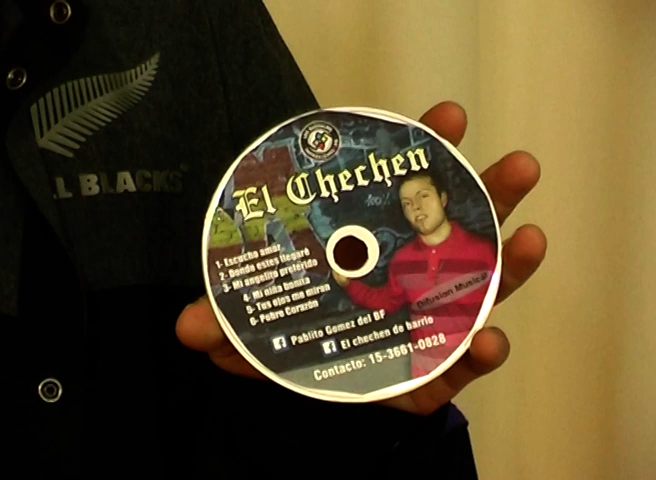 .L BLACKS
El Chechen
1- Escucha amor
2- Donde estes llegare
3- Mi angelito preferido
4- Mi niña bonita
5- Tus ojos me miran
6- Pobre Corazón
Difusion Musical
Pablito Gomez del BF
El chechen de barrio
Contacto: 15-3661-0828